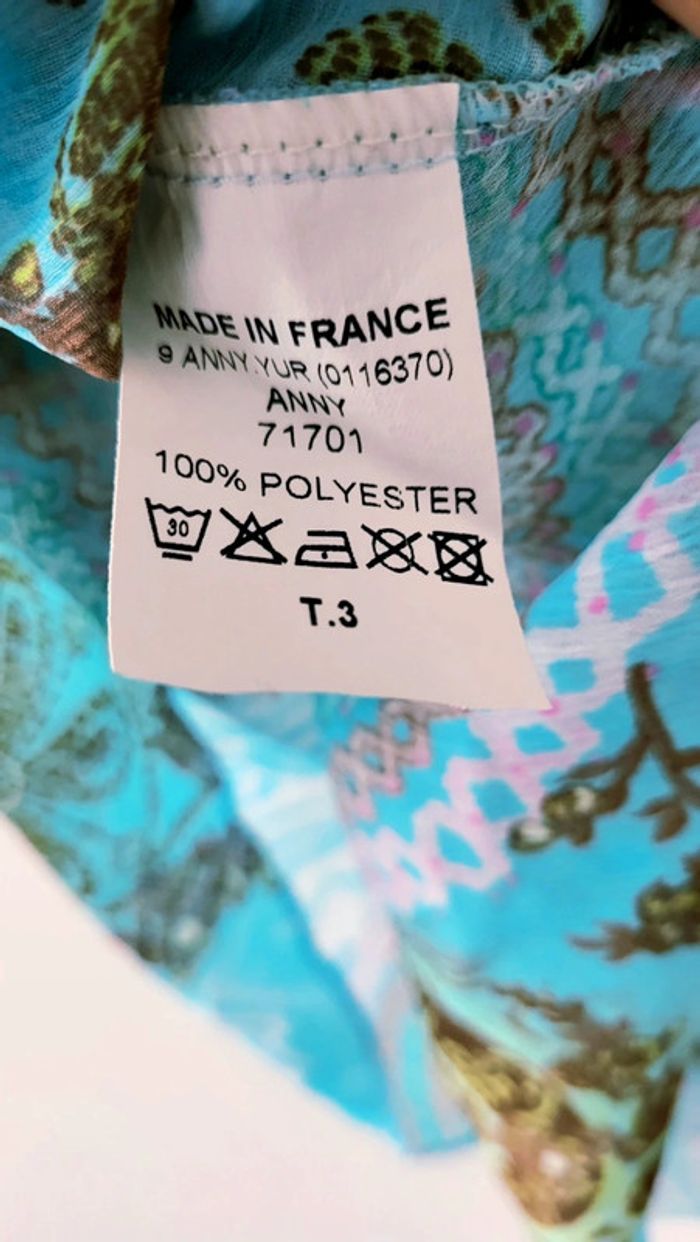 MADE IN FRANCE
9 ANNY.YUR (0116370)
ANNY
71701
100% POLYESTER
30
T.3